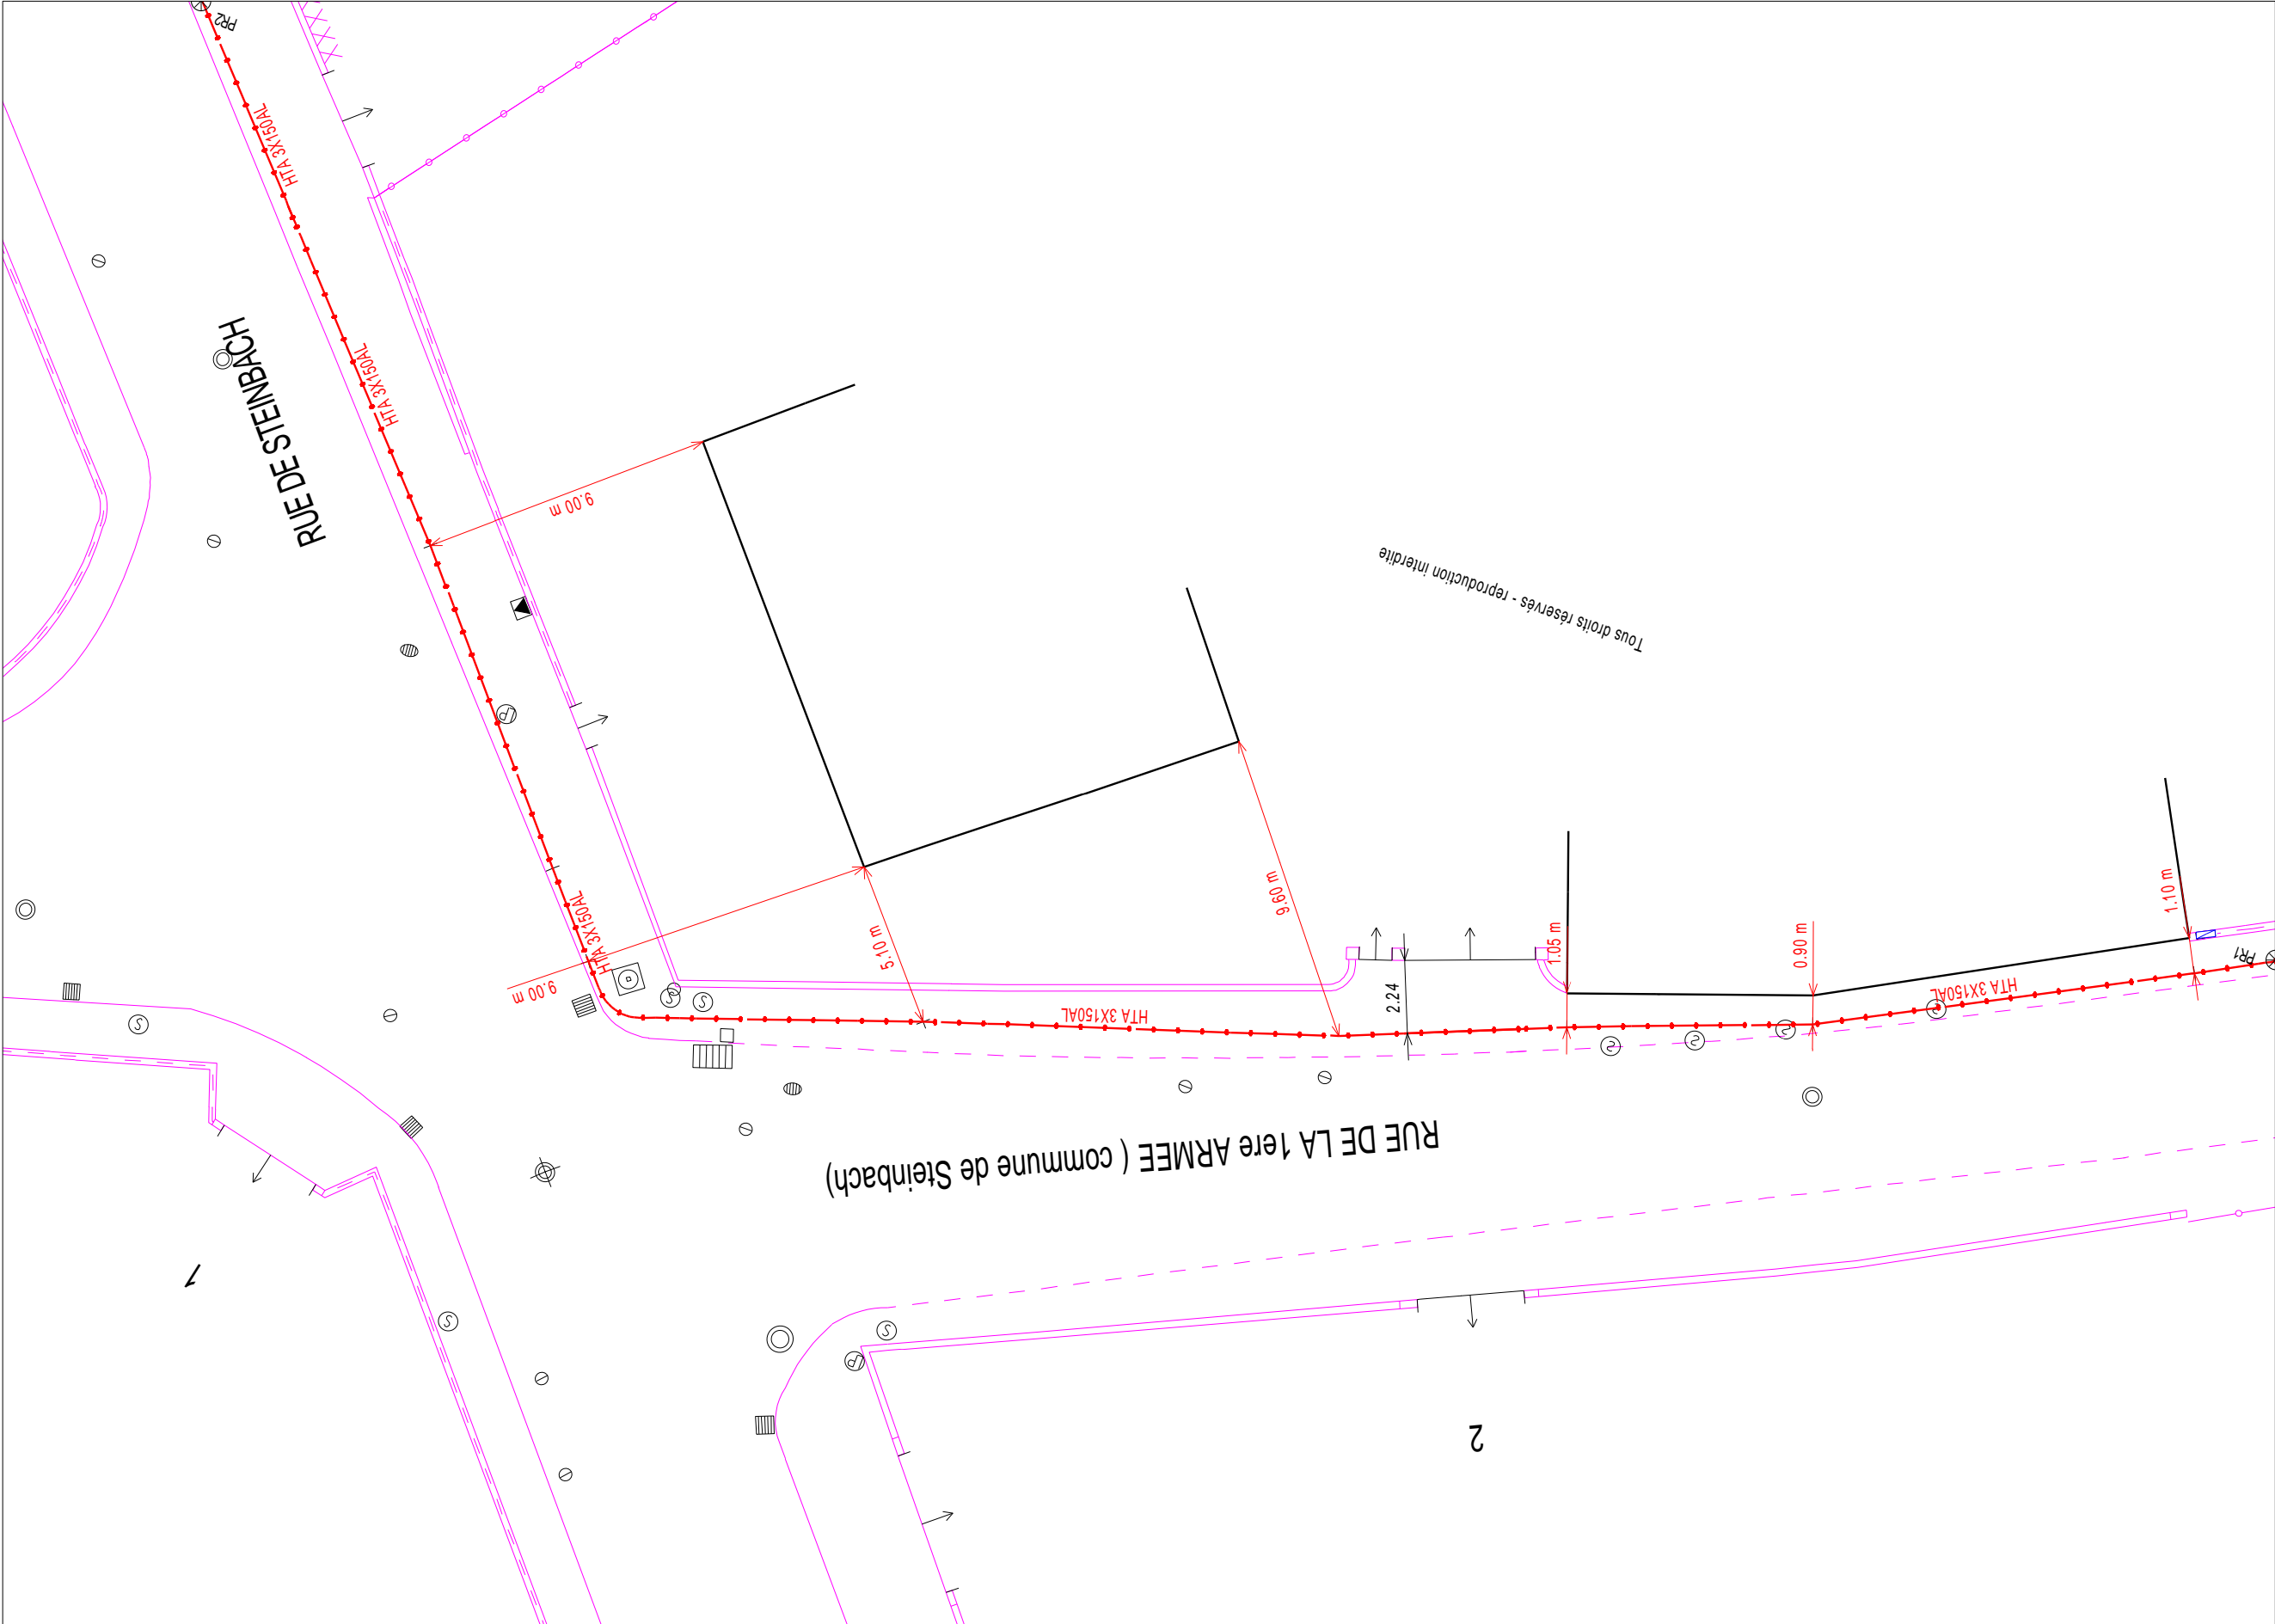 PR2
HTA 3X150AL
RUE DE STEINBACH
HTA 3X150AL
9.00 m
Tous droits réservés - reproduction interdite
HTA 3X150AL
9.00 m
5.10 m
9.60 m
1.05 m
0.90 m
1.10 m
PR1
2.24
HTA 3X150AL
HTA 3X150AL
RUE DE LA 1ere ARMEE ( commune de Steinbach)
1
2
S
S
S
S
S
S
S
S
S